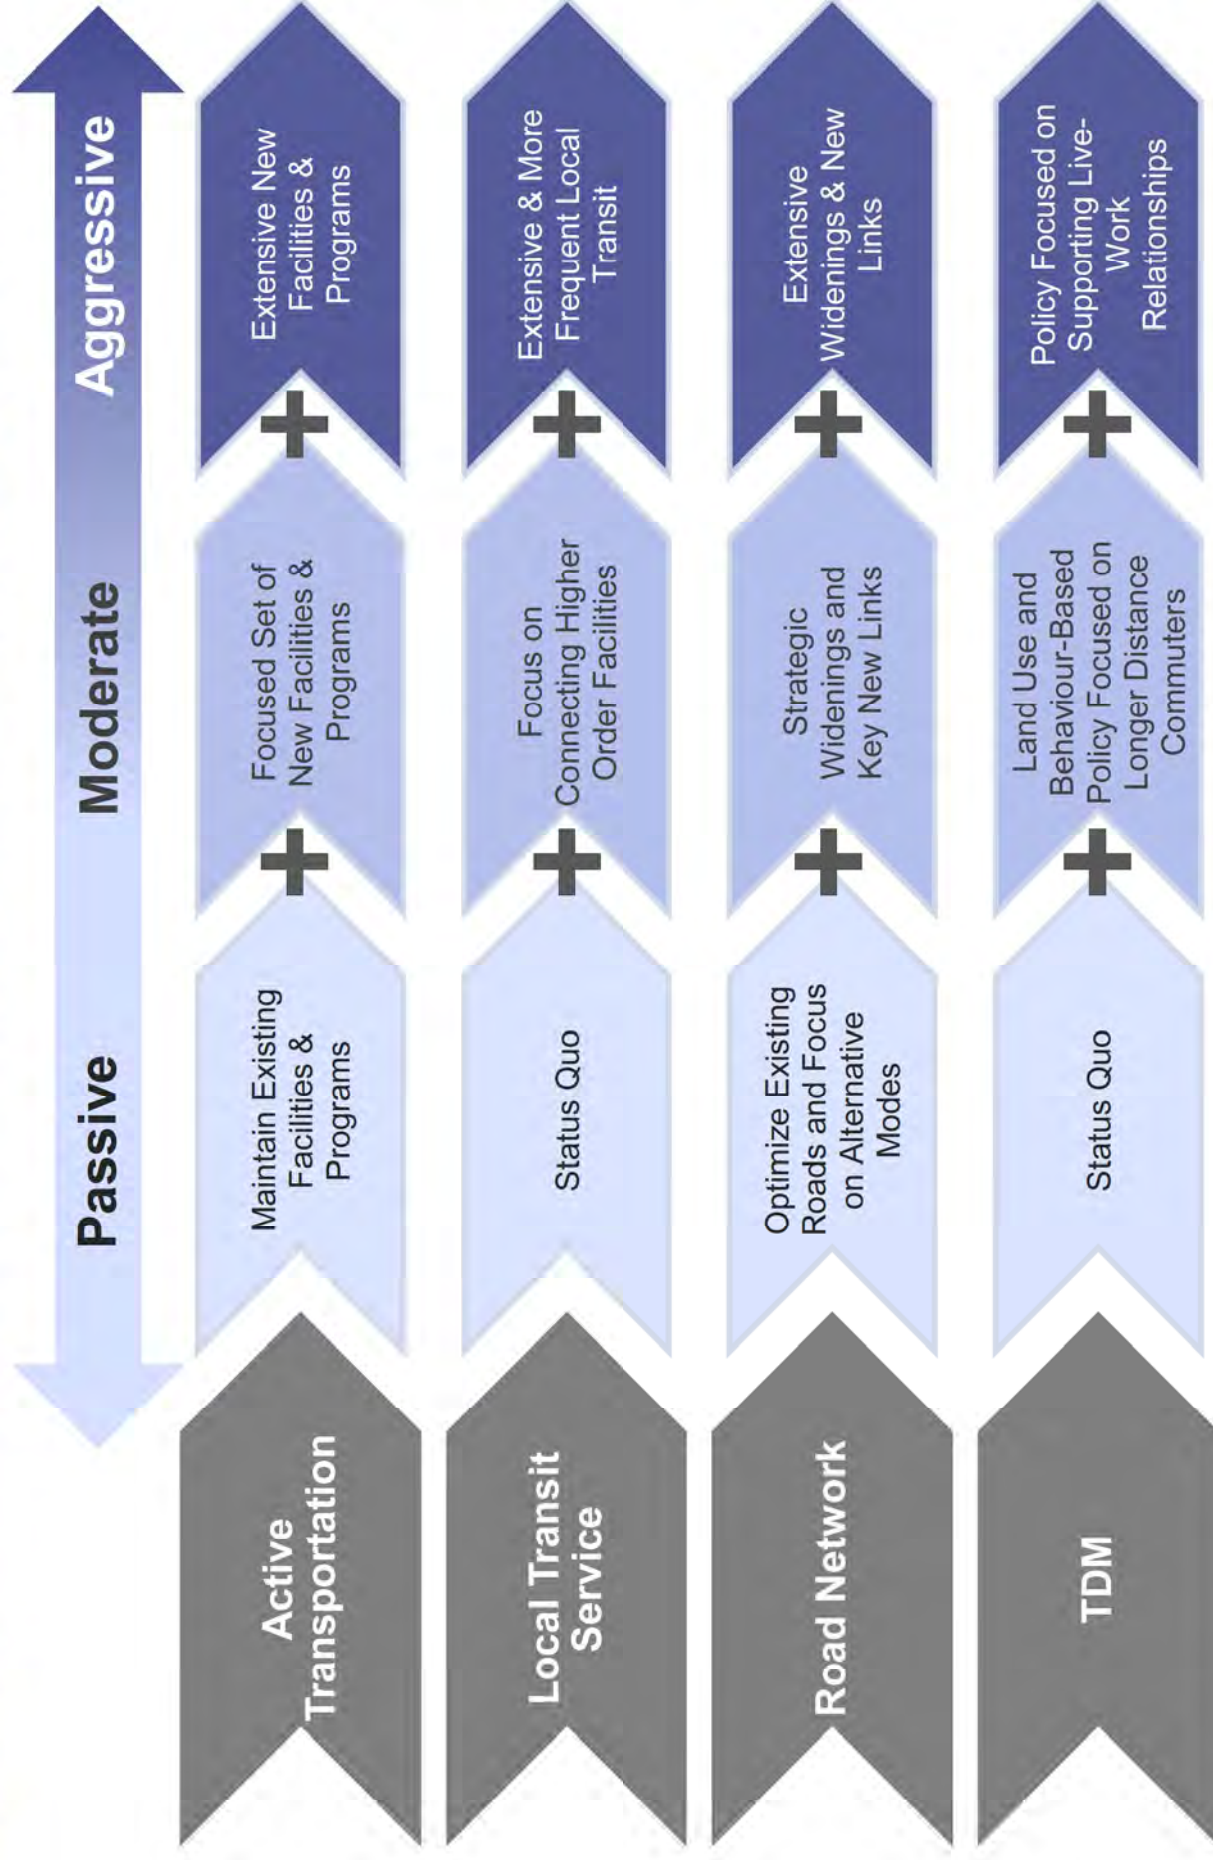 Passive
Moderate
Aggressive
Active
Transportation
Maintain Existing
Facilities &
Programs
Focused Set of
New Facilities &
Programs
Extensive New
Facilities &
Programs
Local Transit
Service
Status Quo
Focus on
Connecting Higher
Order Facilities
Extensive & More
Frequent Local
Transit
Road Network
Optimize Existing
Roads and Focus
on Alternative
Modes
Strategic
Widenings and
Key New Links
Extensive
Widenings & New
Links
TDM
Status Quo
Land Use and
Behaviour-Based
Policy Focused on
Longer Distance
Commuters
Policy Focused on
Supporting Live-
Work
Relationships